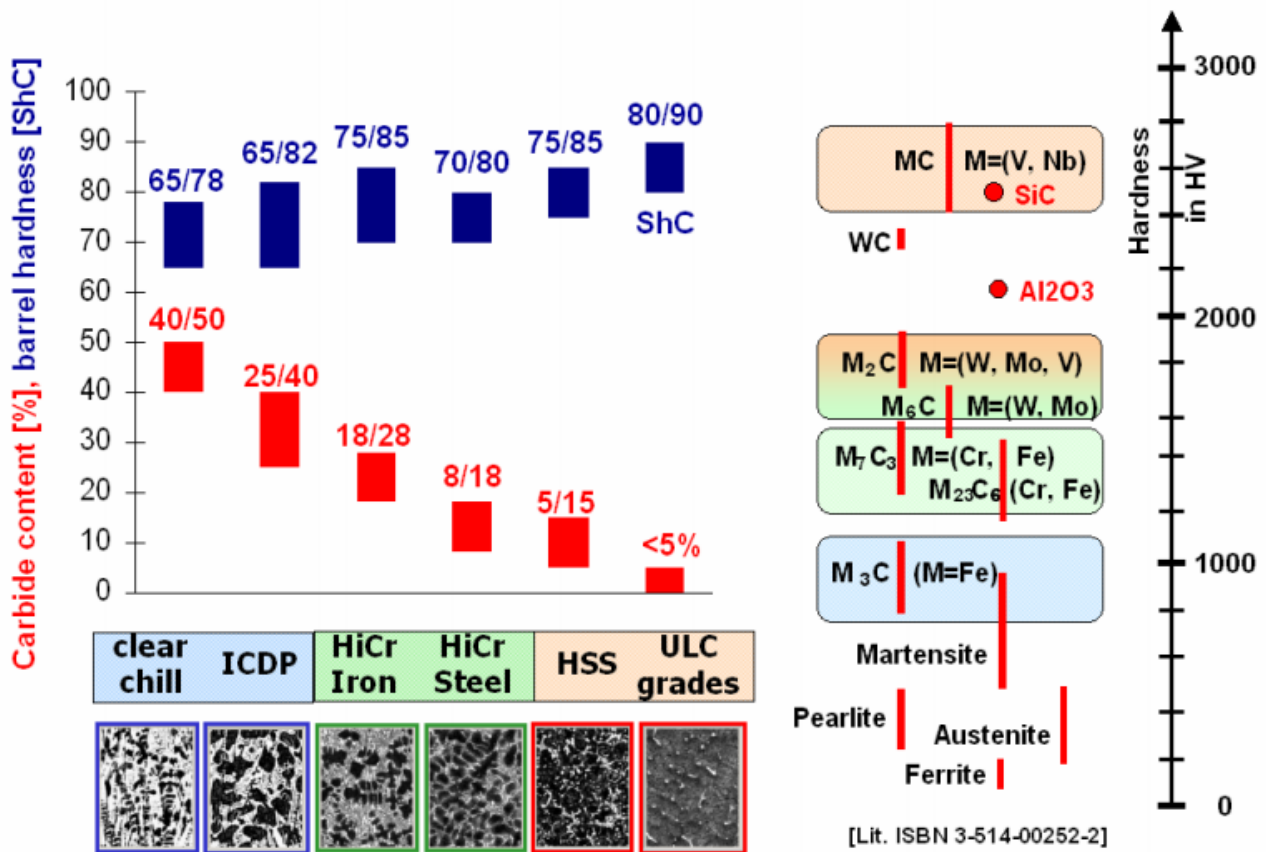 Carbide content [%], barrel hardness [ShC]
100
90
80
70
60
50
40
30
20
10
0
65/78
65/82
75/85
70/80
75/85
80/90
ShC
40/50
25/40
18/28
8/18
5/15
<5%
clear chill
ICDP
HiCr Iron
HiCr Steel
HSS
ULC grades
Hardness in HV
3000
2000
1000
0
MC M=(V, Nb)
SiC
WC
Al2O3
M2C M=(W, Mo, V)
M6C M=(W, Mo)
M7C3 M=(Cr, Fe)
M23C6 (Cr, Fe)
M3C (M=Fe)
Martensite
Pearlite
Austenite
Ferrite
[Lit. ISBN 3-514-00252-2]